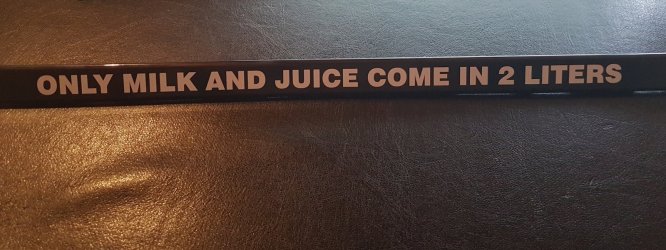 ONLY MILK AND JUICE COME IN 2 LITERS